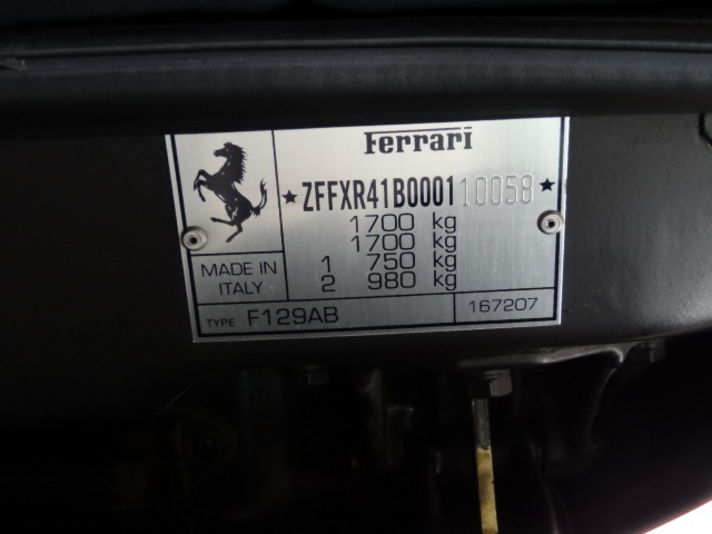 Ferrari
★ZFFXR41B000110058★
1700 kg
1700 kg
1 750 kg
2 980 kg
MADE IN
ITALY
TYPE F129AB
167207